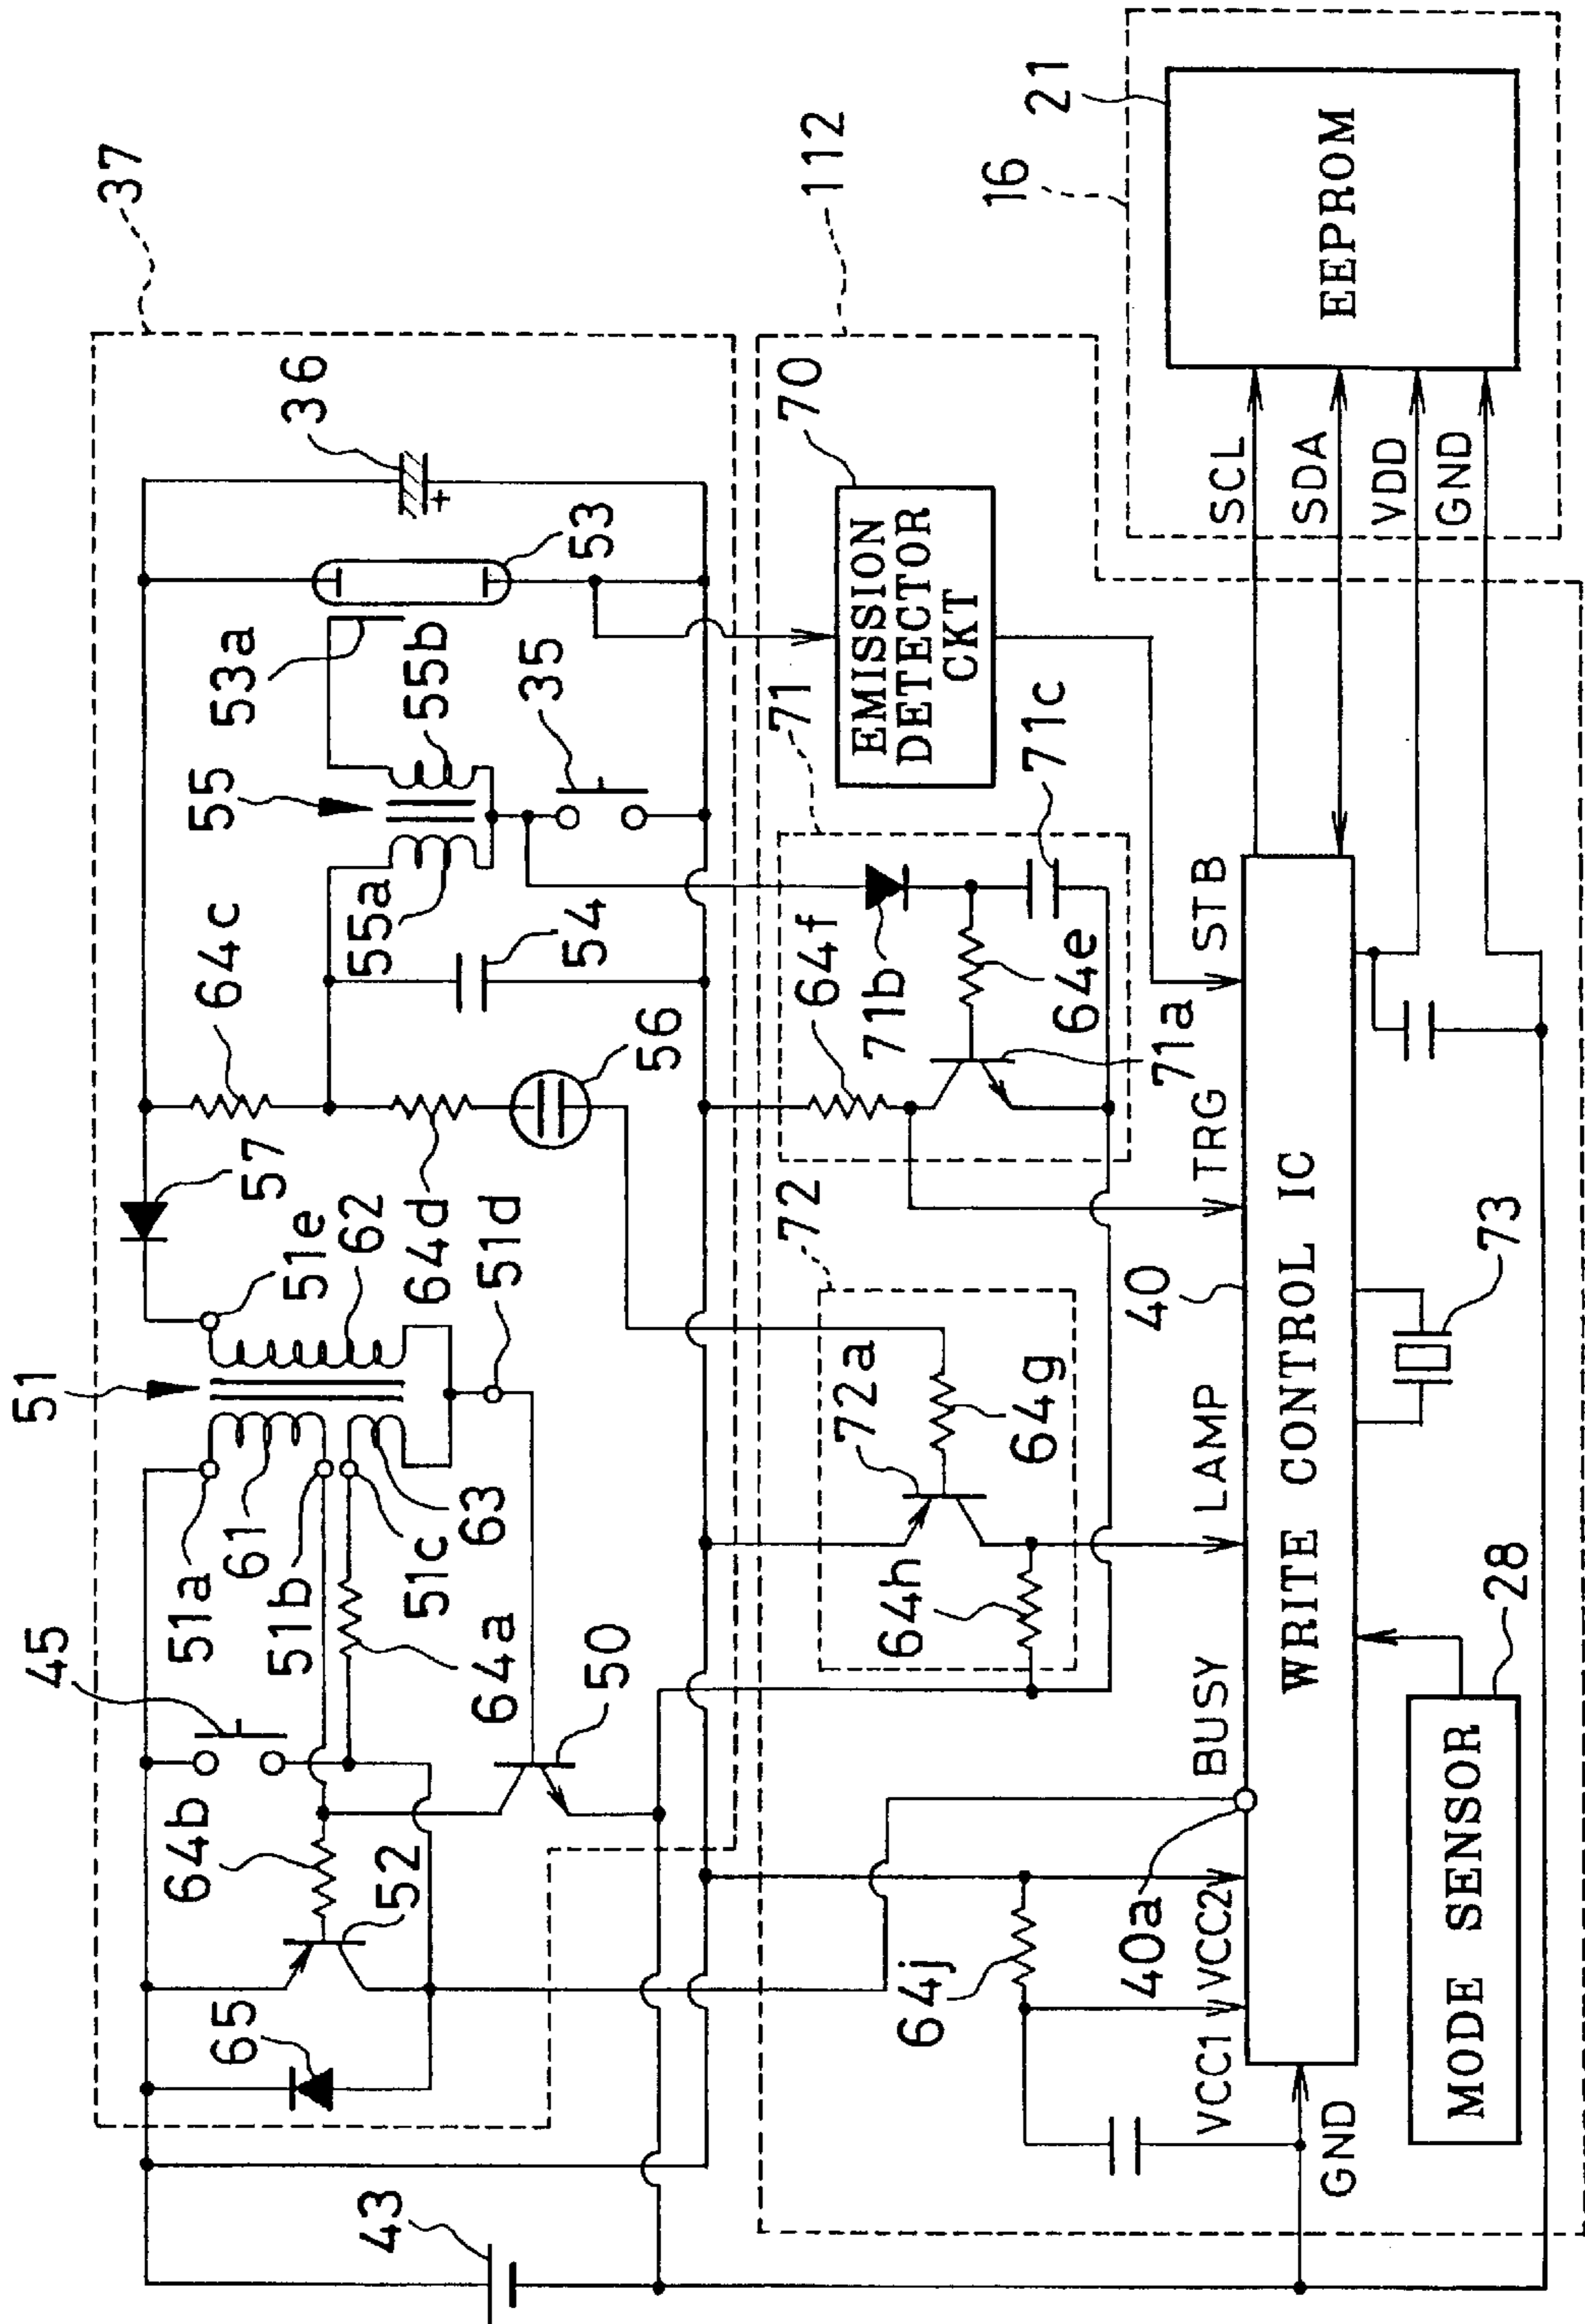 45
51
37
43
65
64b
51a
61
51b
51c
63
51e
62
57
64c
36
52
64a
50
51d
64d
55
55a
55b
53a
53
54
35
56
112
72
71
70
EMISSION
DETECTOR
CKT
72a
64h
64g
64f
71b
64e
71c
71a
64j
40a
40
16
21
VCC1
VCC2
BUSY
LAMP
TRG
STB
SCL
SDA
VDD
GND
EEPROM
GND
WRITE CONTROL IC
MODE SENSOR
28
73
+